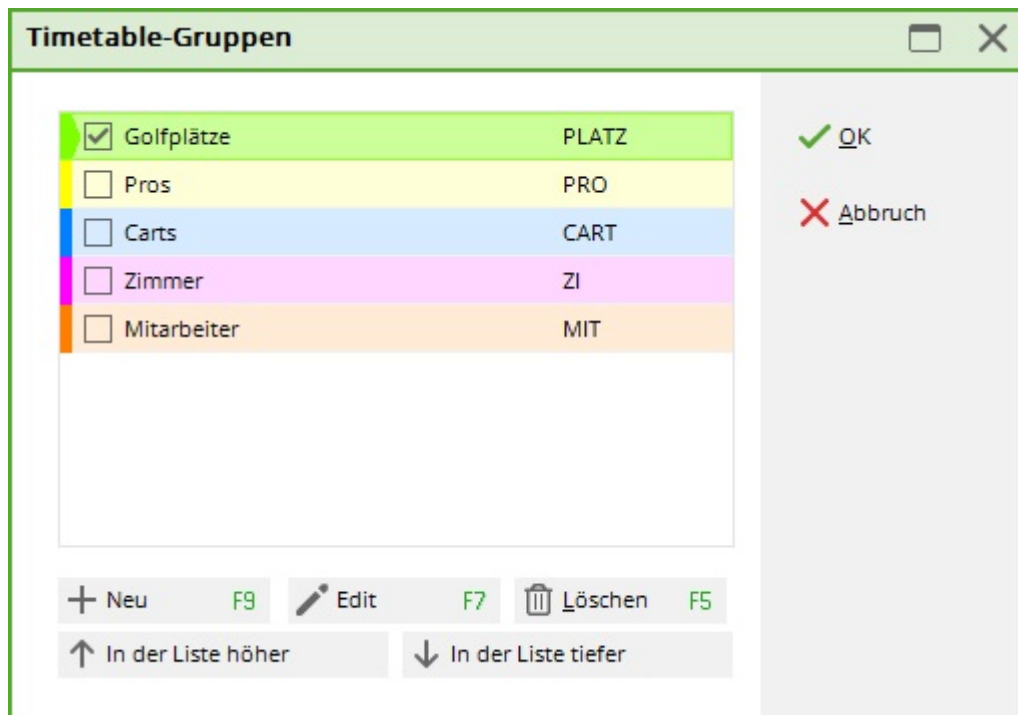 Timetable-Gruppen
Golfplätze PLATZ
Pros PRO
Carts CART
Zimmer ZI
Mitarbeiter MIT
OK
Abbruch
Neu F9 Edit F7 Löschen F5
In der Liste höher In der Liste tiefer